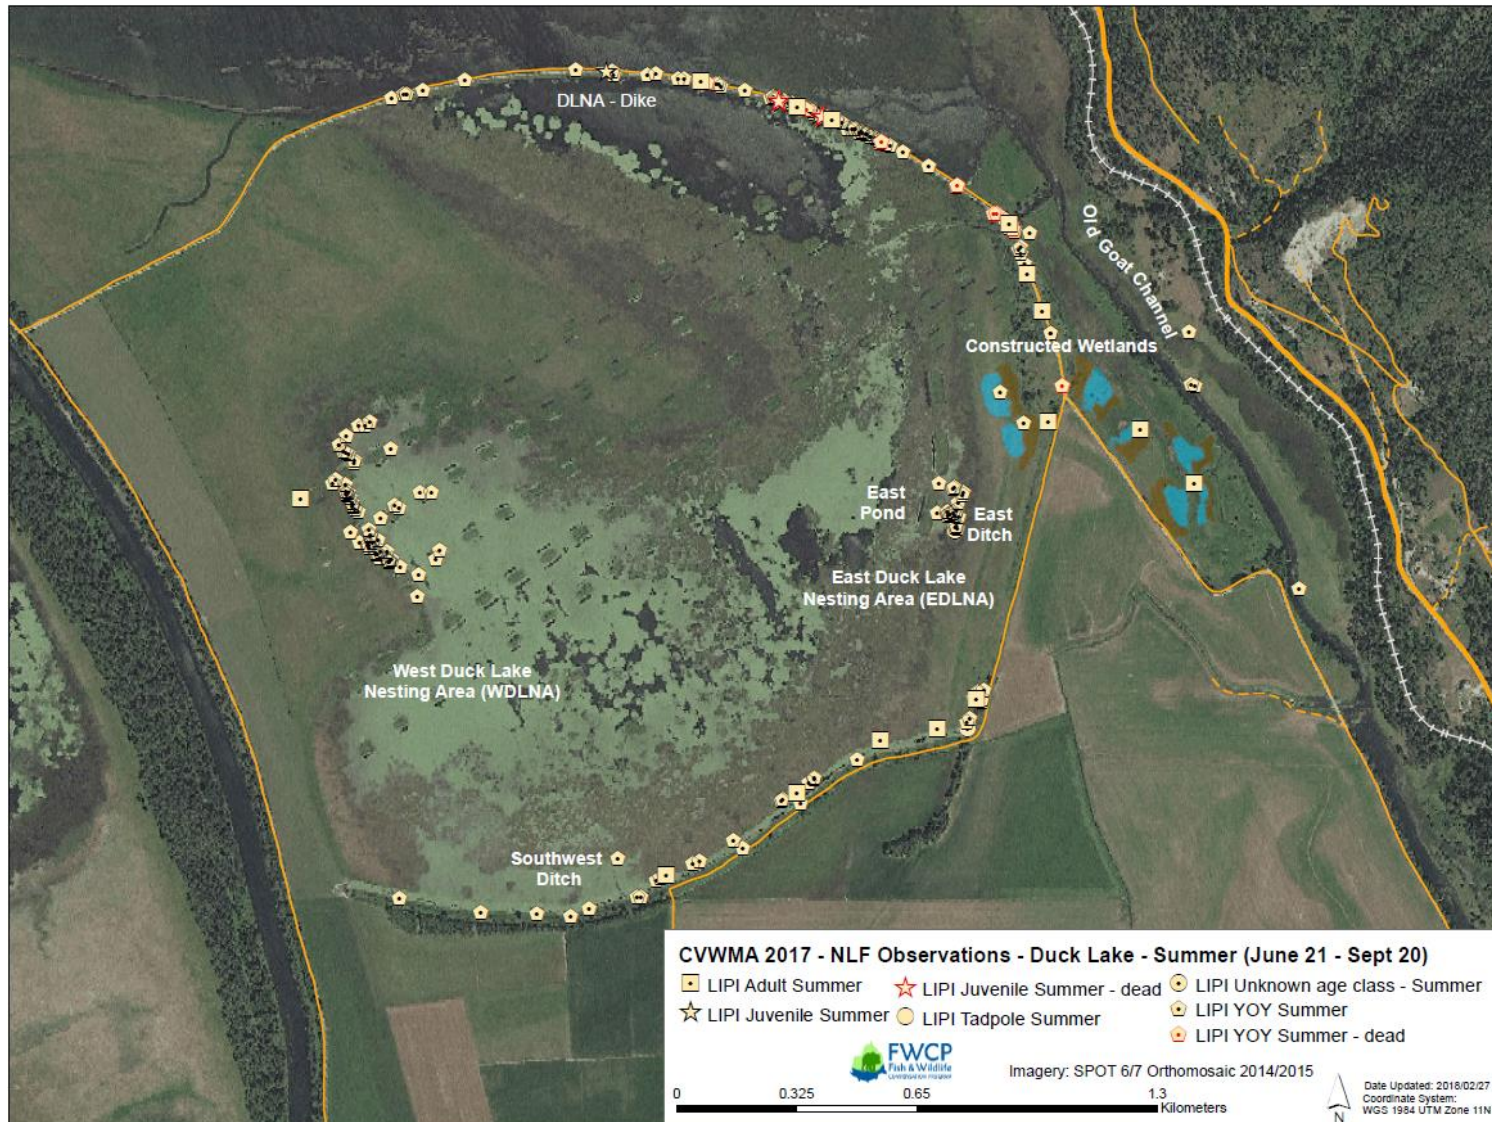 DLNA - Dike
Old Goat Channel
Constructed Wetlands
East
Pond
East
Ditch
East Duck Lake
Nesting Area (EDLNA)
West Duck Lake
Nesting Area (WDLNA)
Southwest
Ditch
CVWMA 2017 - NLF Observations - Duck Lake - Summer (June 21 - Sept 20)
LIPI Adult Summer
LIPI Juvenile Summer
LIPI Juvenile Summer - dead
LIPI Tadpole Summer
LIPI Unknown age class - Summer
LIPI YOY Summer
LIPI YOY Summer - dead
FWCP
Fish & Wildlife
COMPENSATION PROGRAM
Imagery: SPOT 6/7 Orthomosaic 2014/2015
0 0.325 0.65 1.3
Kilometers
N
Date Updated: 2018/02/27
Coordinate System:
WGS 1984 UTM Zone 11N